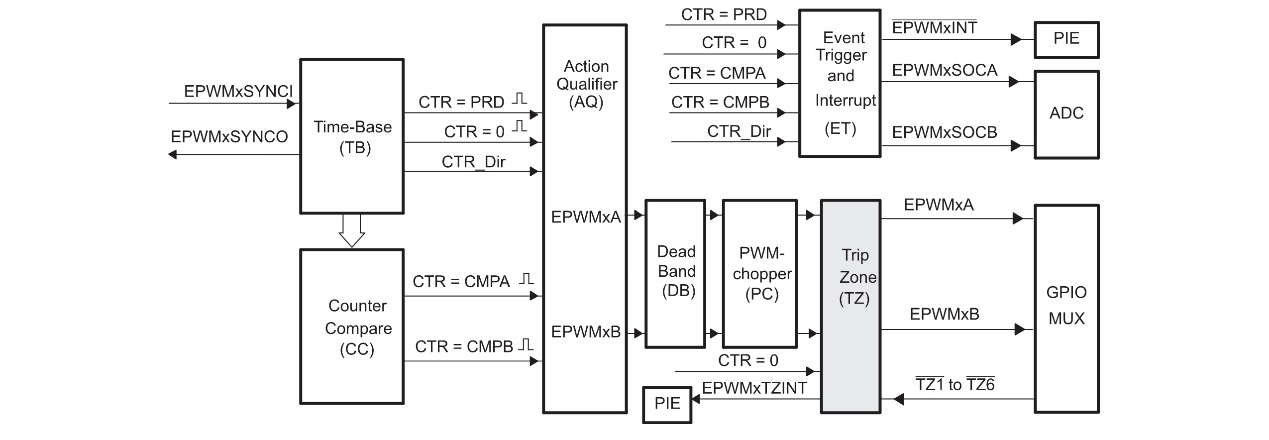 EPWMxSYNCI
EPWMxSYNCO
Time-Base
(TB)
CTR = PRD
CTR = 0
CTR_Dir
Counter
Compare
(CC)
CTR = CMPA
CTR = CMPB
Action
Qualifier
(AQ)
EPWMxA
EPWMxB
CTR = PRD
CTR = 0
CTR = CMPA
CTR = CMPB
CTR_Dir
Event
Trigger
and
Interrupt
(ET)
EPWMxINT
EPWMxSOCA
EPWMxSOCB
PIE
ADC
Dead
Band
(DB)
PWM-
chopper
(PC)
Trip
Zone
(TZ)
CTR = 0
EPWMxTZINT
PIE
EPWMxA
EPWMxB
TZ1 to TZ6
GPIO
MUX